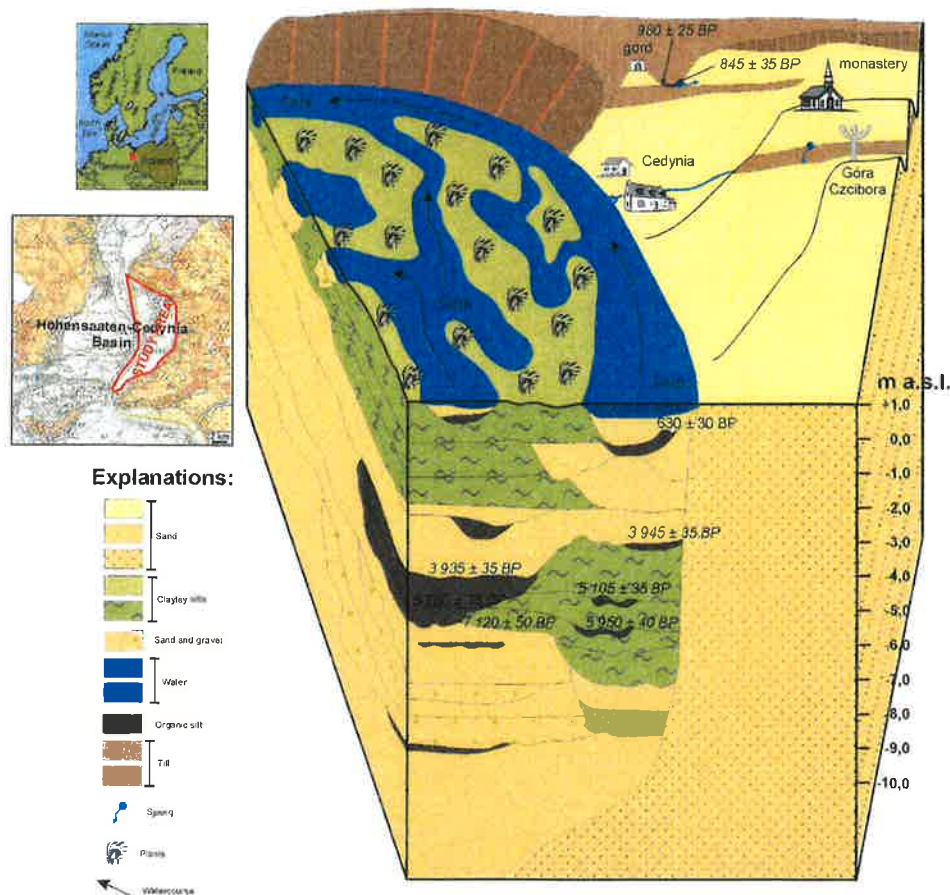 980 ± 25 BP
gord
845 ± 35 BP
monastery
Cedynia
Góra
Czcibora
Hohensaaten-Cedynia
Basin
STUDY AREA
m a.s.l.
+1,0
0,0
-1,0
-2,0
-3,0
-4,0
-5,0
-6,0
-7,0
-8,0
-9,0
-10,0
630 ± 30 BP
3 945 ± 35 BP
3 935 ± 35 BP
5 105 ± 35 BP
7 120 ± 50 BP
5 950 ± 40 BP
Explanations:
Sand
Clayley silts
Sand and gravel
Water
Organic silt
Till
Spring
Plants
Watercourse